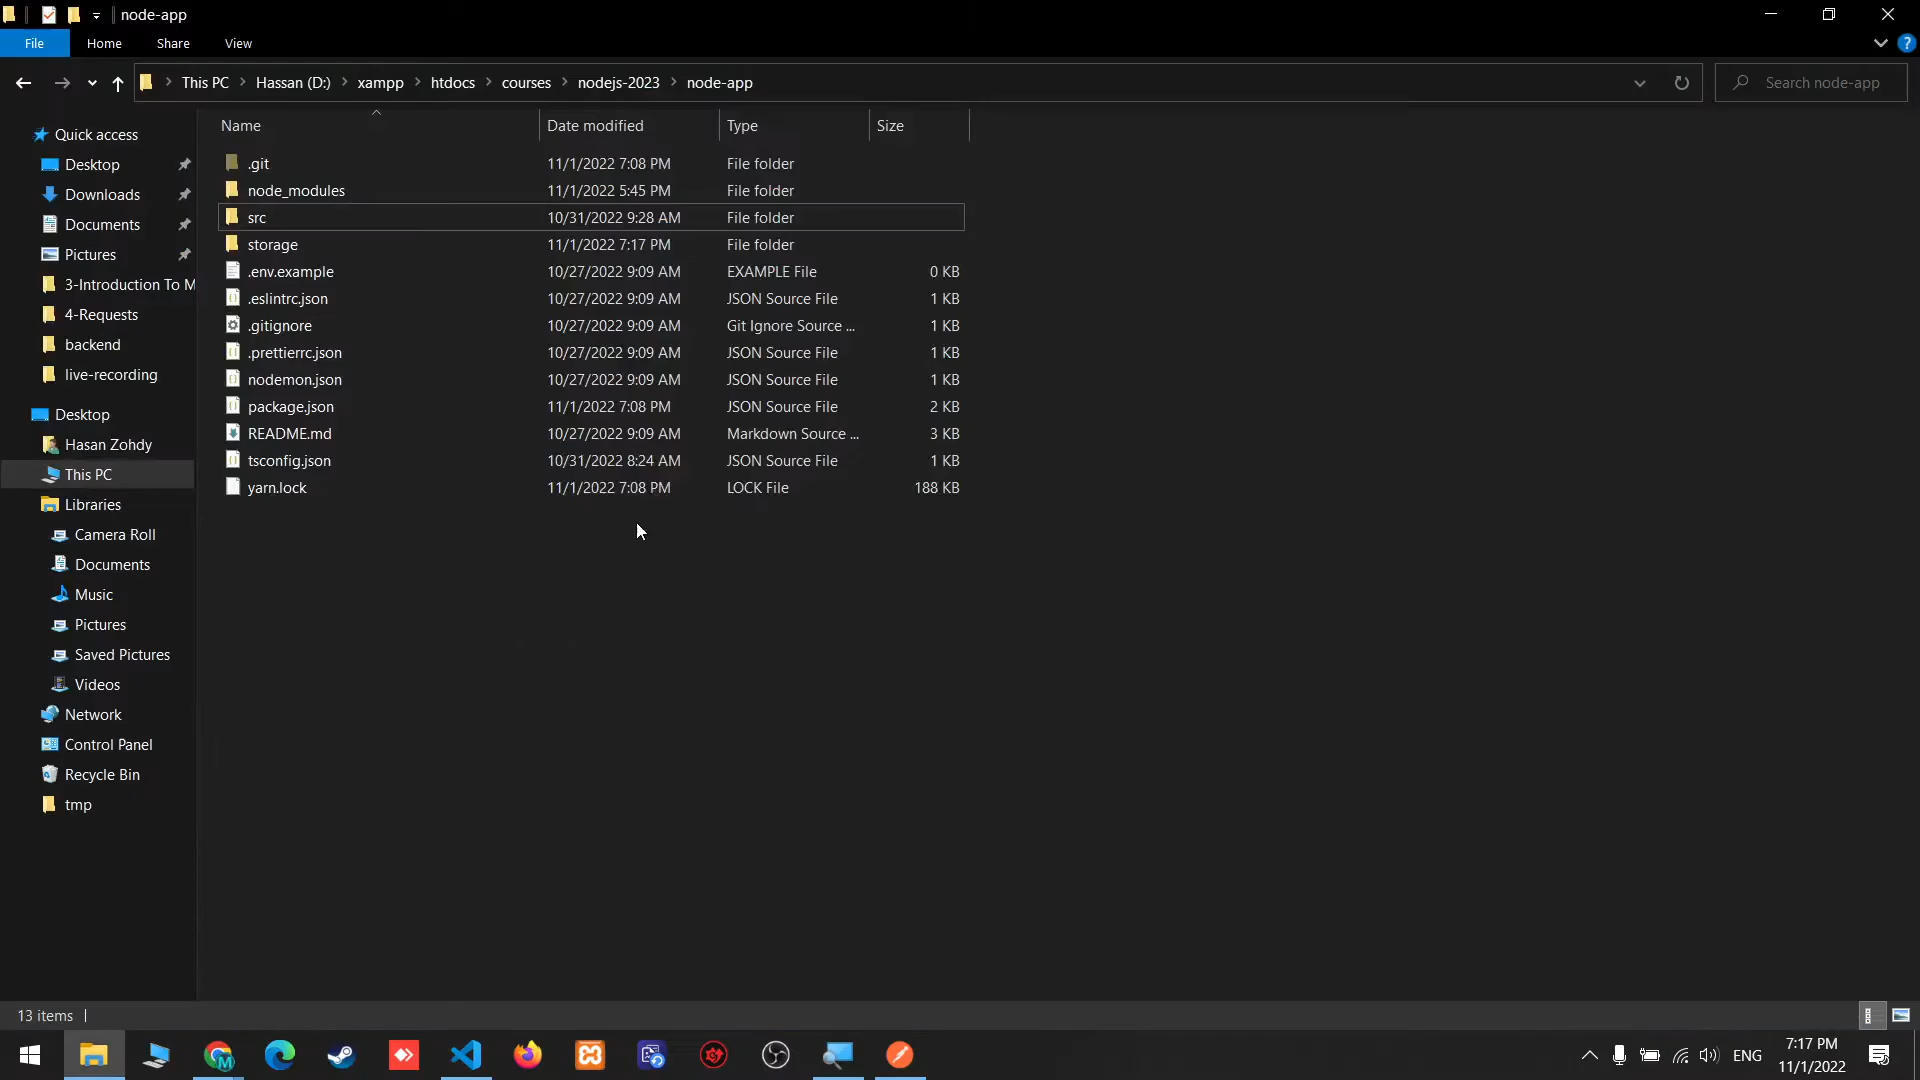 node-app
File Home Share View
This PC Hassan (D:) xampp htdocs courses nodejs-2023 node-app
Search node-app
Name Date modified Type Size
Quick access
Desktop
Downloads
Documents
Pictures
3-Introduction To M
4-Requests
backend
live-recording
Desktop
Hasan Zohdy
This PC
Libraries
Camera Roll
Documents
Music
Pictures
Saved Pictures
Videos
Network
Control Panel
Recycle Bin
tmp
.git 11/1/2022 7:08 PM File folder
node_modules 11/1/2022 5:45 PM File folder
src 10/31/2022 9:28 AM File folder
storage 11/1/2022 7:17 PM File folder
.env.example 10/27/2022 9:09 AM EXAMPLE File 0 KB
.eslintrc.json 10/27/2022 9:09 AM JSON Source File 1 KB
.gitignore 10/27/2022 9:09 AM Git Ignore Source ... 1 KB
.prettierrc.json 10/27/2022 9:09 AM JSON Source File 1 KB
nodemon.json 10/27/2022 9:09 AM JSON Source File 1 KB
package.json 11/1/2022 7:08 PM JSON Source File 2 KB
README.md 10/27/2022 9:09 AM Markdown Source ... 3 KB
tsconfig.json 10/31/2022 8:24 AM JSON Source File 1 KB
yarn.lock 11/1/2022 7:08 PM LOCK File 188 KB
13 items
ENG
7:17 PM
11/1/2022